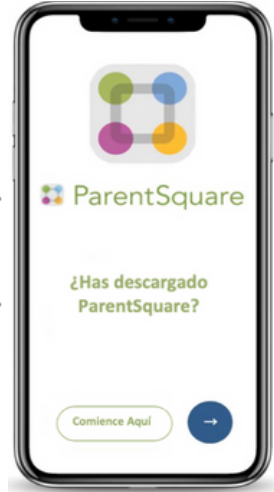 ParentSquare
¿Has descargado
ParentSquare?
Comience Aquí
→